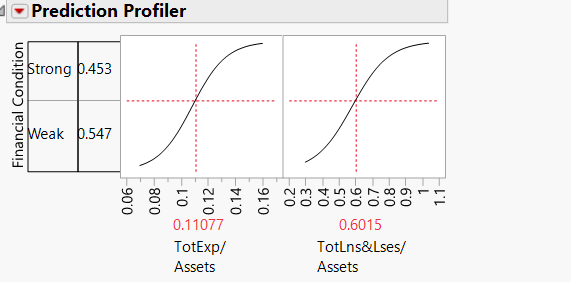 Prediction Profiler
Financial Condition
Strong 0.453
Weak 0.547
0.06 0.08 0.1 0.12 0.14 0.16 0.2 0.3 0.4 0.5 0.6 0.7 0.8 0.9 1 1.1
0.11077 0.6015
TotExp/ TotLns&Lses/
Assets Assets